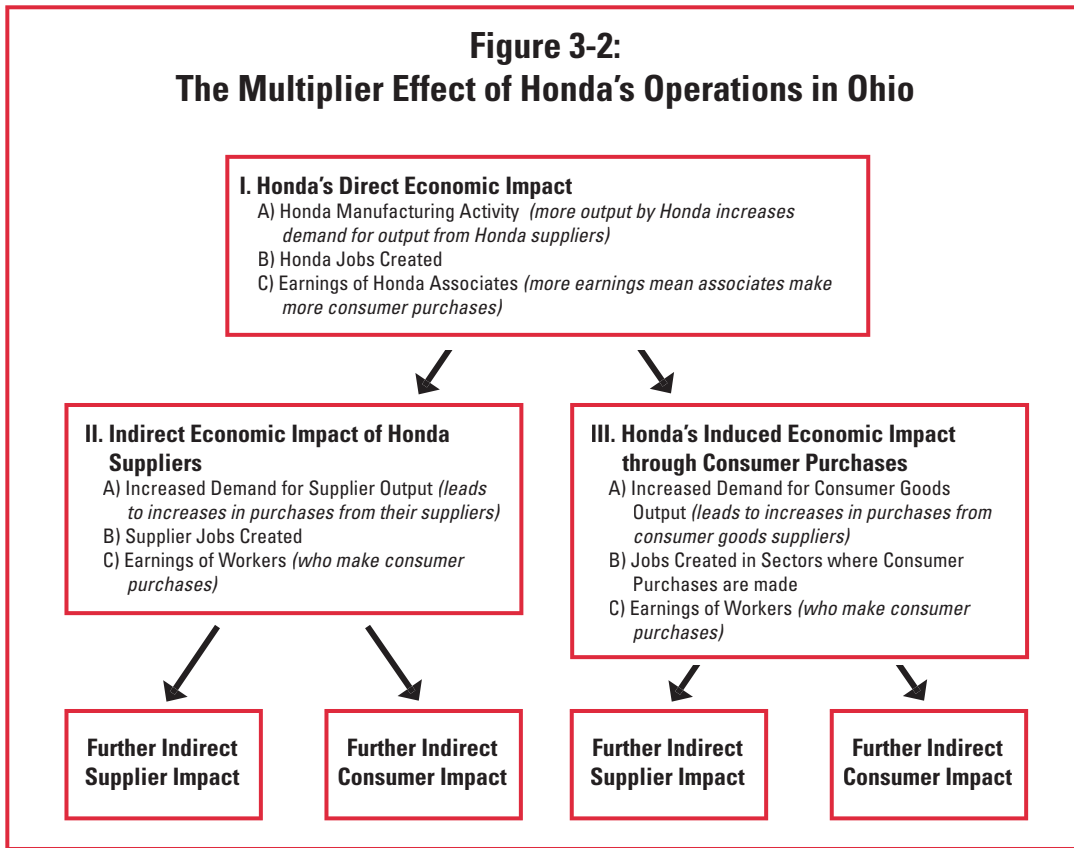 Figure 3-2:
The Multiplier Effect of Honda's Operations in Ohio
I. Honda's Direct Economic Impact
A) Honda Manufacturing Activity (more output by Honda increases
demand for output from Honda suppliers)
B) Honda Jobs Created
C) Earnings of Honda Associates (more earnings mean associates make
more consumer purchases)
II. Indirect Economic Impact of Honda
Suppliers
A) Increased Demand for Supplier Output (leads
to increases in purchases from their suppliers)
B) Supplier Jobs Created
C) Earnings of Workers (who make consumer
purchases)
III. Honda's Induced Economic Impact
through Consumer Purchases
A) Increased Demand for Consumer Goods
Output (leads to increases in purchases from
consumer goods suppliers)
B) Jobs Created in Sectors where Consumer
Purchases are made
C) Earnings of Workers (who make consumer
purchases)
Further Indirect
Supplier Impact
Further Indirect
Consumer Impact
Further Indirect
Supplier Impact
Further Indirect
Consumer Impact